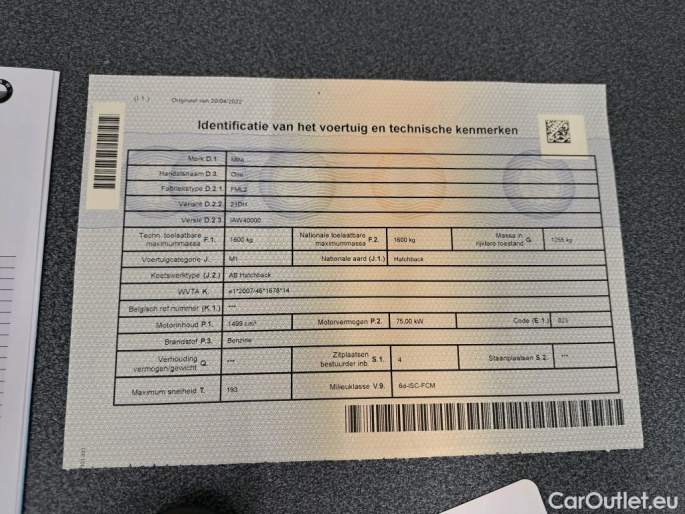 (I 1.) Origineel van 20/04/2022
Identificatie van het voertuig en technische kenmerken
Merk D.1. Mini
Handelsnaam D.3. One
Fabriekstype D.2.1. FML2
Variant D.2.2. 21DH
Versie D.2.3. IAW40000
Techn. toelaatbare maximummassa F.1. 1600 kg Nationale toelaatbare maximummassa F.2. 1600 kg Massa in rijklare toestand G. 1255 kg
Voertuigcategorie J. M1 Nationale aard (J.1.) Hatchback
Koetswerktype (J.2.) AB Hatchback
WVTA K. e1*2007/46*1678*14
Belgisch ref nummer (K.1.) ***
Motorinhoud P.1. 1499 cm³ Motorvermogen P.2. 75,00 kW Code (E.1.) 823
Brandstof P.3. Benzine
Verhouding vermogen/gewicht Q. *** Zitplaatsen bestuurder inb. S.1. 4 Staanplaatsen S.2. ***
Maximum snelheid T. 193 Milieuklasse V.9. 6d-ISC-FCM
CarOutlet.eu